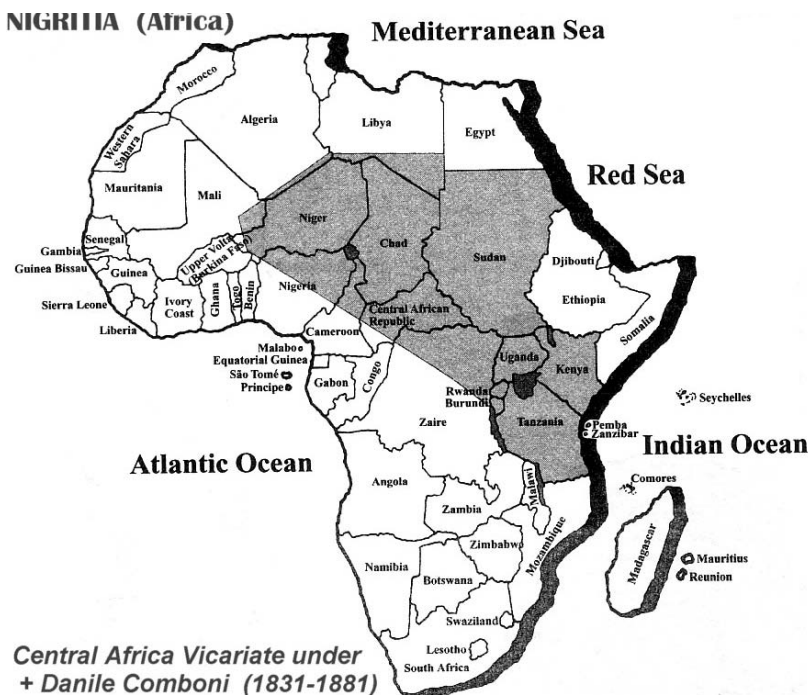 NIGRITIA (Africa)
Mediterranean Sea
Morocco
Algeria
Libya
Egypt
Western
Sahara
Red Sea
Mauritania
Mali
Niger
Chad
Sudan
Senegal
Gambia
Guinea Bissau
Guinea
Upper Volta
(Burkina Faso)
Djibouti
Nigeria
Ethiopia
Sierra Leone
Ivory
Coast
Ghana
Togo
Benin
Central African
Republic
Somalia
Liberia
Cameroon
Malabo
Equatorial Guinea
São Tomé
Principe
Gabon
Congo
Uganda
Kenya
Rwanda
Burundi
Seychelles
Zaire
Tanzania
Pemba
Zanzibar
Atlantic Ocean
Indian Ocean
Angola
Malawi
Comores
Zambia
Zimbabwe
Mozambique
Madagascar
Mauritius
Reunion
Namibia
Botswana
Swaziland
Lesotho
South Africa
Central Africa Vicariate under
+ Danile Comboni (1831-1881)